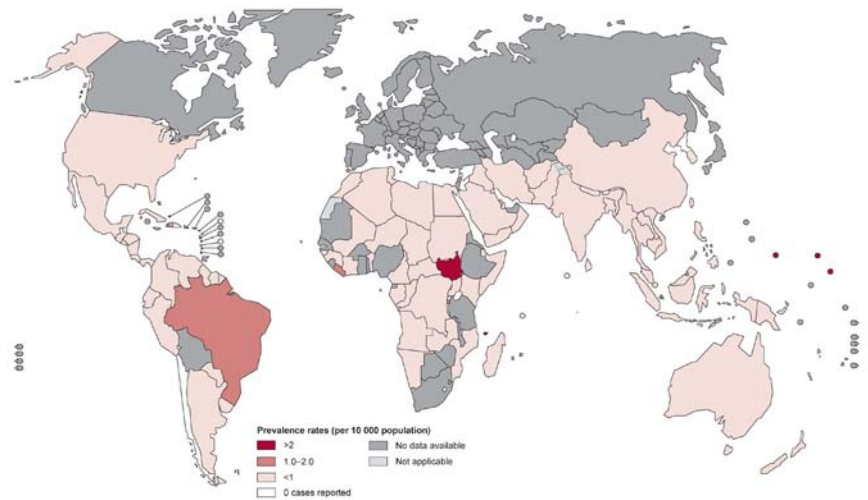 Prevalence rates (per 10 000 population)
>2
1.0–2.0
<1
0 cases reported
No data available
Not applicable